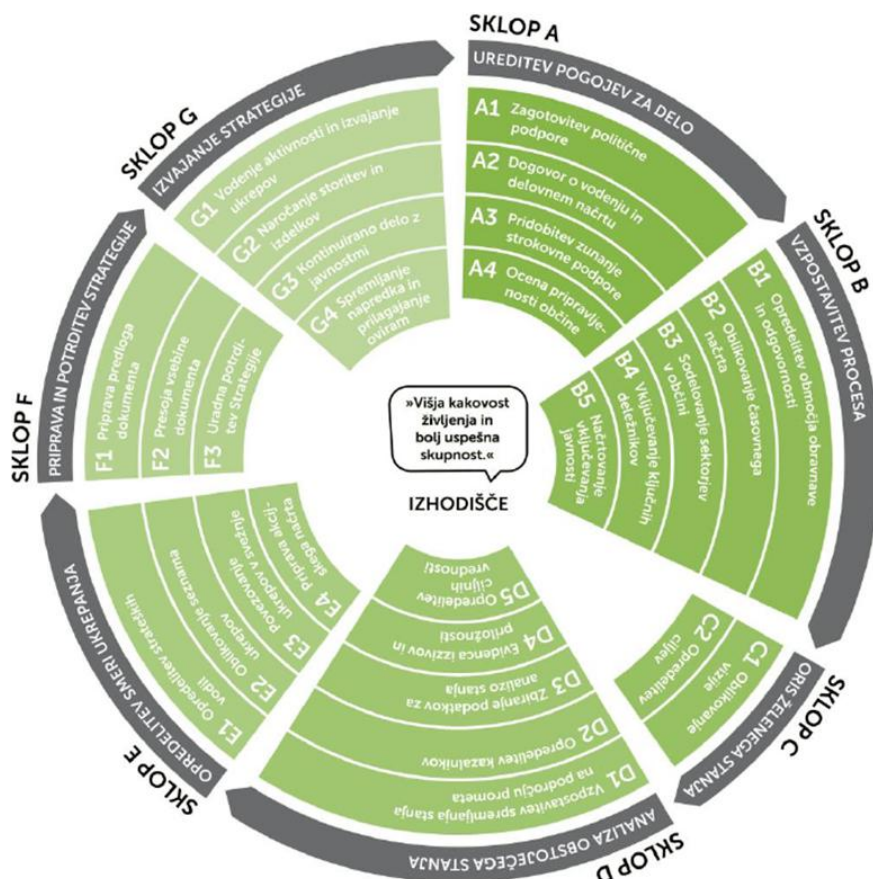 SKLOP A
UREDITEV POGOJEV ZA DELO
A1 Zagotovitev politične
podpore
A2 Dogovor o vodenju in
delovnem načrtu
A3 Pridobitev zunanje
strokovne podpore
A4 Ocena pripravlje-
nosti občine
SKLOP B
VZPOSTAVITEV PROCESA
B1 Opredelitev območja obravnave
in odgovornosti
B2 Oblikovanje časovnega
načrta
B3 Sodelovanje sektorjev
v občini
B4 Vključevanje ključnih
deležnikov
B5 Načrtovanje
vključevanja
javnosti
SKLOP C
ORIS ŽELENEGA STANJA
C1 Oblikovanje
vizije
C2 Opredelitev
ciljev
SKLOP D
ANALIZA OBSTOJEČEGA STANJA
D1 Vzpostavitev spremljanja stanja
na področju prometa
D2 Opredelitev kazalnikov
D3 Zbiranje podatkov za
analizo stanja
D4 Evidenca izzivov in
priložnosti
D5 Opredelitev
ciljnih
vrednosti
SKLOP E
OPREDELITEV SMERI UKREPANJA
E1 Opredelitev strateških
vodil
E2 Oblikovanje seznama
ukrepov
E3 Povezovanje
ukrepov v svežnje
E4 Priprava akcij-
skega načrta
SKLOP F
PRIPRAVA IN POTRDITEV STRATEGIJE
F1 Priprava predloga
dokumenta
F2 Presoja vsebine
dokumenta
F3 Uradna potrdi-
tev Strategije
SKLOP G
IZVAJANJE STRATEGIJE
G1 Vodenje aktivnosti in izvajanje
ukrepov
G2 Naročanje storitev in
izdelkov
G3 Kontinuirano delo z
javnostmi
G4 Spremljanje
napredka in
prilagajanje
oviram
»Višja kakovost
življenja in
bolj uspešna
skupnost.«
IZHODIŠČE